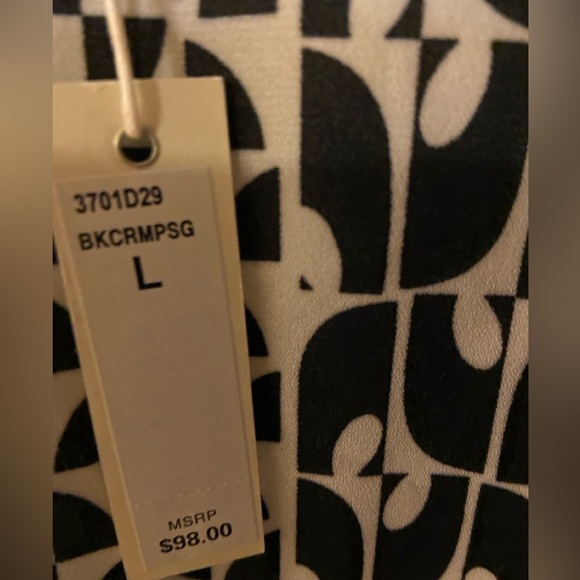 3701D29
BKCRMPSG
L
MSRP
$98.00